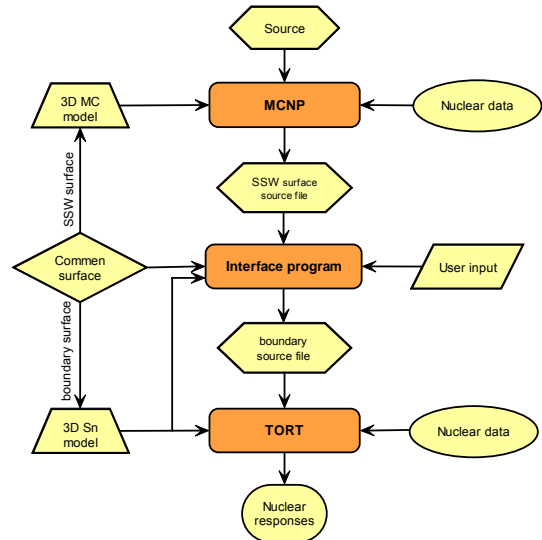 Source
3D MC
model
MCNP
Nuclear data
SSW surface
SSW surface
source file
Commen
surface
Interface program
User input
boundary surface
boundary
source file
3D Sn
model
TORT
Nuclear data
Nuclear
responses